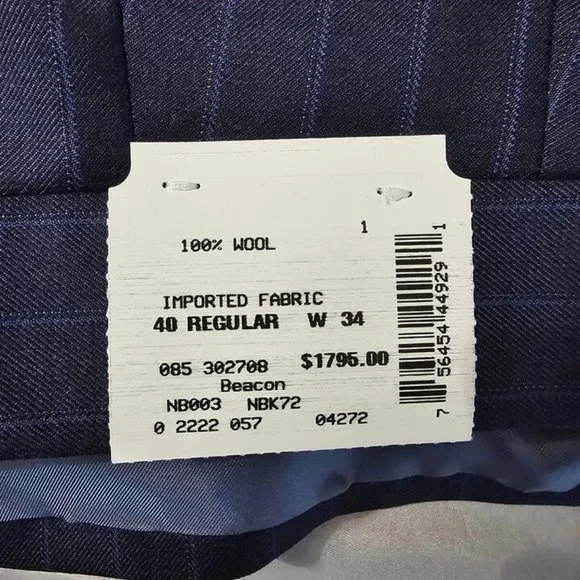 1
100% WOOL
IMPORTED FABRIC
40 REGULAR W 34
085 302708 $1795.00
Beacon
NB003 NBK72
0 2222 057 04272
7 56454 44929 1